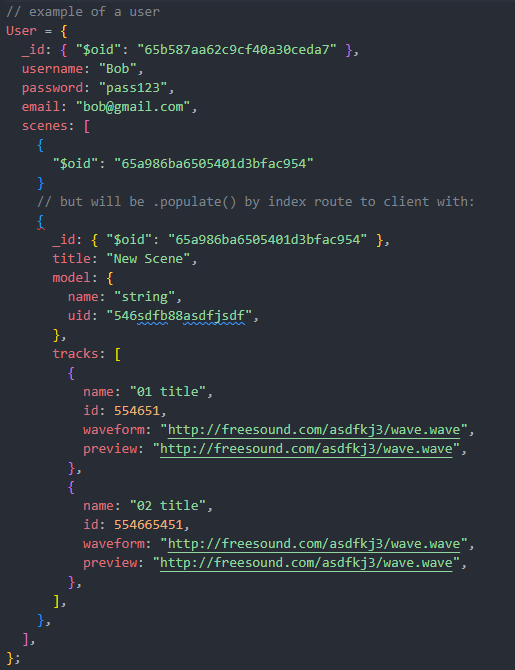 // example of a user
User = {
  _id: { "$oid": "65b587aa62c9cf40a30ceda7" },
  username: "Bob",
  password: "pass123",
  email: "bob@gmail.com",
  scenes: [
    {
      "$oid": "65a986ba6505401d3bfac954"
    }
    // but will be .populate() by index route to client with:
    {
      _id: { "$oid": "65a986ba6505401d3bfac954" },
      title: "New Scene",
      model: {
        name: "string",
        uid: "546sdfb88asdfjsdf",
      },
      tracks: [
        {
          name: "01 title",
          id: 554651,
          waveform: "http://freesound.com/asdfkj3/wave.wave",
          preview: "http://freesound.com/asdfkj3/wave.wave",
        },
        {
          name: "02 title",
          id: 554665451,
          waveform: "http://freesound.com/asdfkj3/wave.wave",
          preview: "http://freesound.com/asdfkj3/wave.wave",
        },
      ],
    },
  ],
};